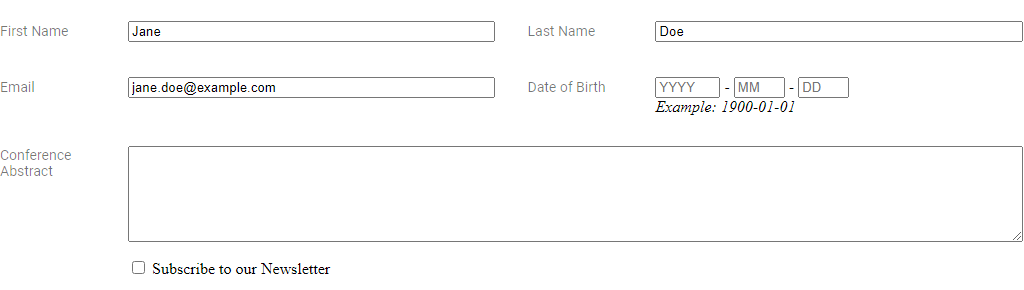 First Name Jane Last Name Doe
Email jane.doe@example.com Date of Birth YYYY - MM - DD
Example: 1900-01-01
Conference
Abstract
Subscribe to our Newsletter